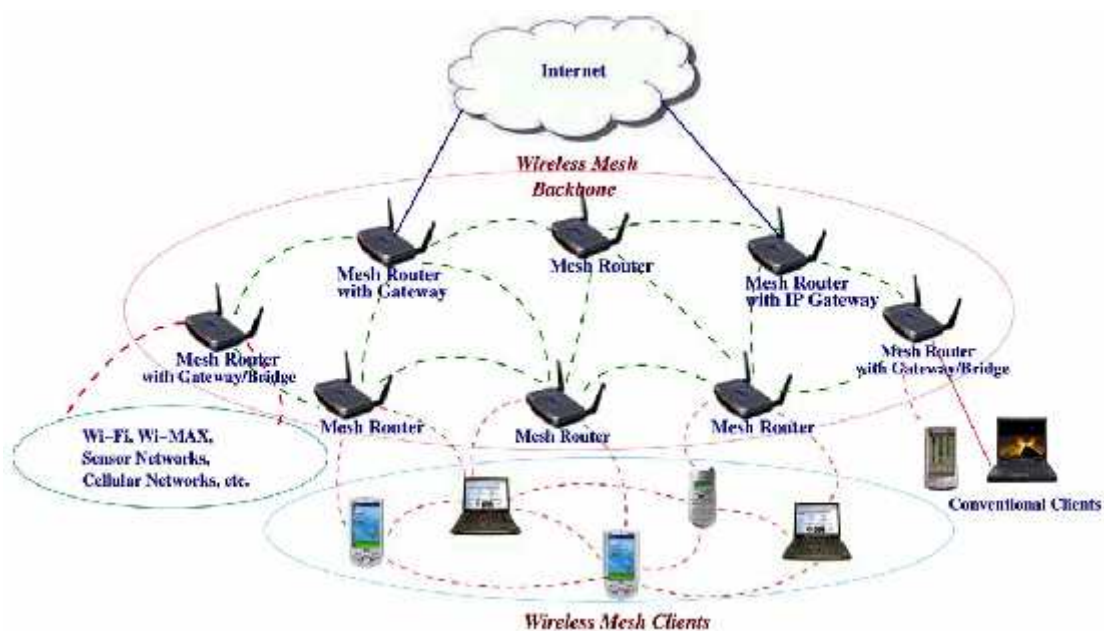 Internet
Wireless Mesh
Backbone
Mesh Router
with Gateway
Mesh Router
Mesh Router
with IP Gateway
Mesh Router
with Gateway/Bridge
Mesh Router
with Gateway/Bridge
Mesh Router
Mesh Router
Mesh Router
Wi-Fi, Wi-MAX,
Sensor Networks,
Cellular Networks, etc.
Conventional Clients
Wireless Mesh Clients